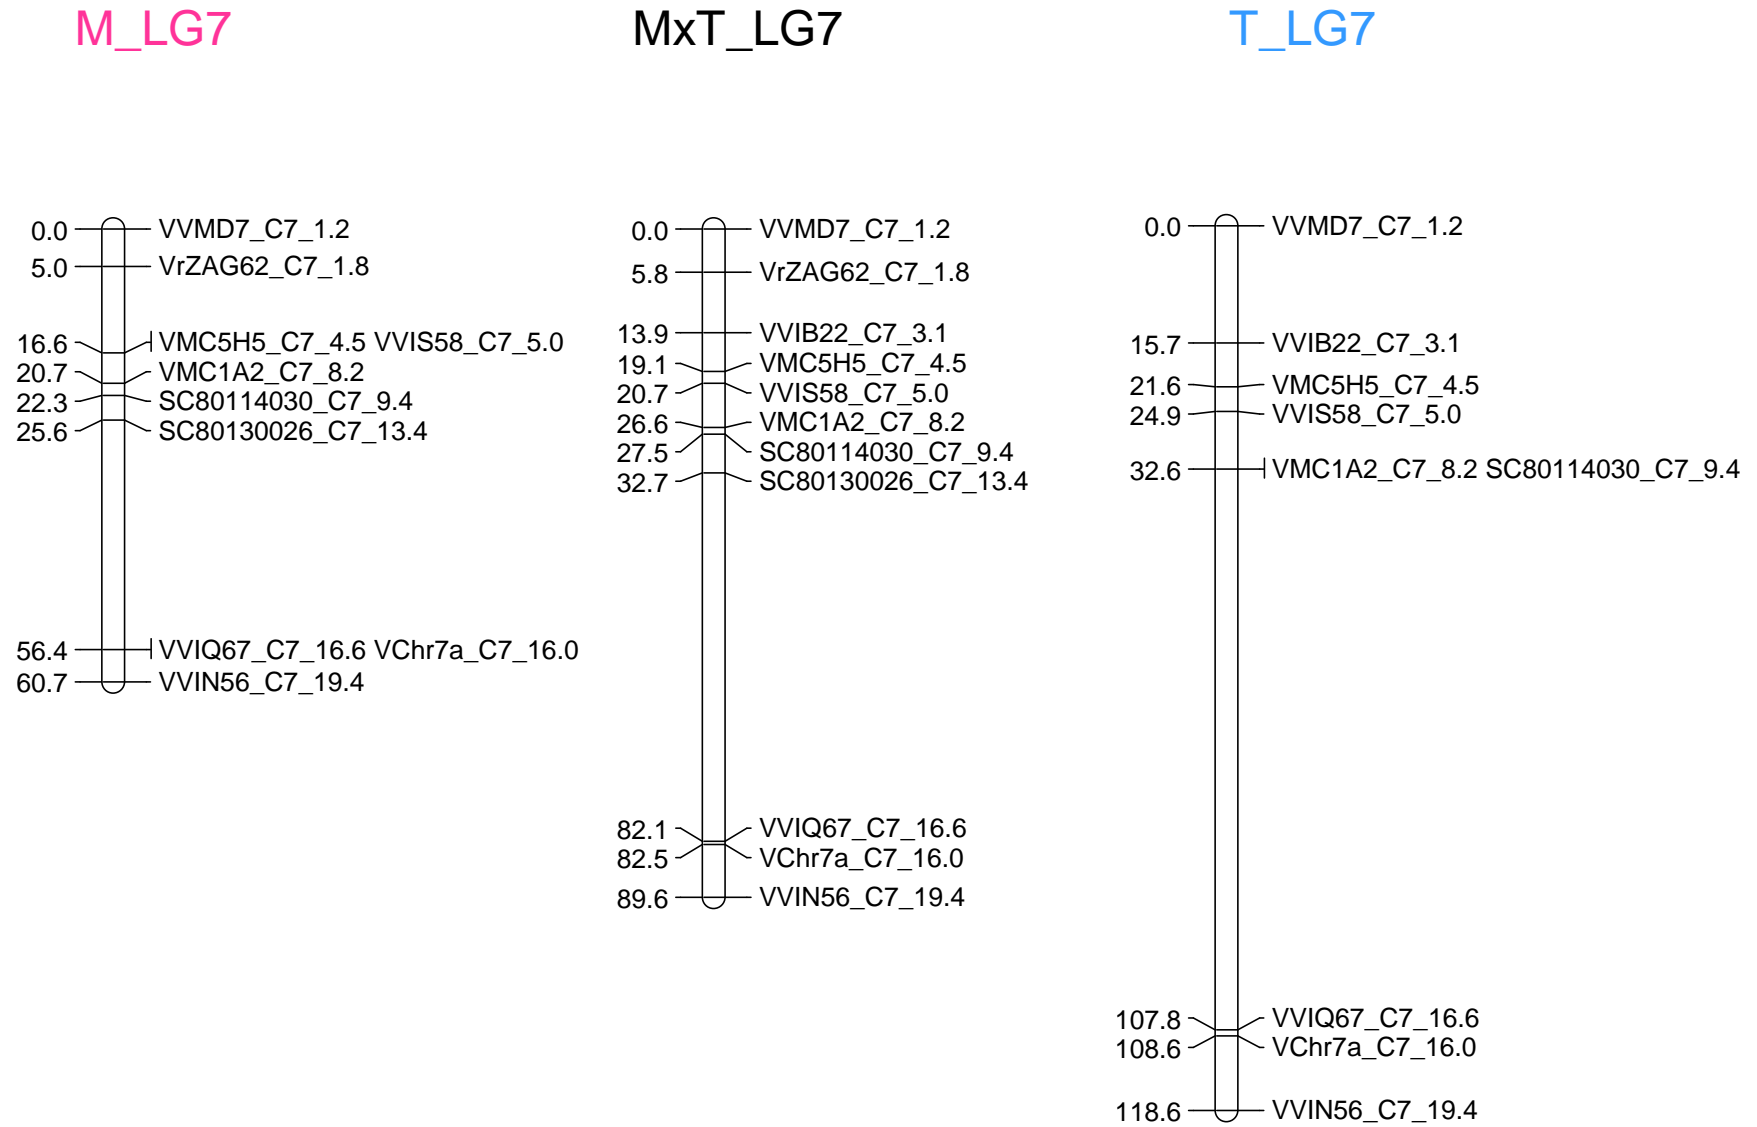 M_LG7
0.0 VVMD7_C7_1.2
5.0 VrZAG62_C7_1.8
16.6 VMC5H5_C7_4.5 VVIS58_C7_5.0
20.7 VMC1A2_C7_8.2
22.3 SC80114030_C7_9.4
25.6 SC80130026_C7_13.4
56.4 VVIQ67_C7_16.6 VChr7a_C7_16.0
60.7 VVIN56_C7_19.4
MxT_LG7
0.0 VVMD7_C7_1.2
5.8 VrZAG62_C7_1.8
13.9 VVIB22_C7_3.1
19.1 VMC5H5_C7_4.5
20.7 VVIS58_C7_5.0
26.6 VMC1A2_C7_8.2
27.5 SC80114030_C7_9.4
32.7 SC80130026_C7_13.4
82.1 VVIQ67_C7_16.6
82.5 VChr7a_C7_16.0
89.6 VVIN56_C7_19.4
T_LG7
0.0 VVMD7_C7_1.2
15.7 VVIB22_C7_3.1
21.6 VMC5H5_C7_4.5
24.9 VVIS58_C7_5.0
32.6 VMC1A2_C7_8.2 SC80114030_C7_9.4
107.8 VVIQ67_C7_16.6
108.6 VChr7a_C7_16.0
118.6 VVIN56_C7_19.4